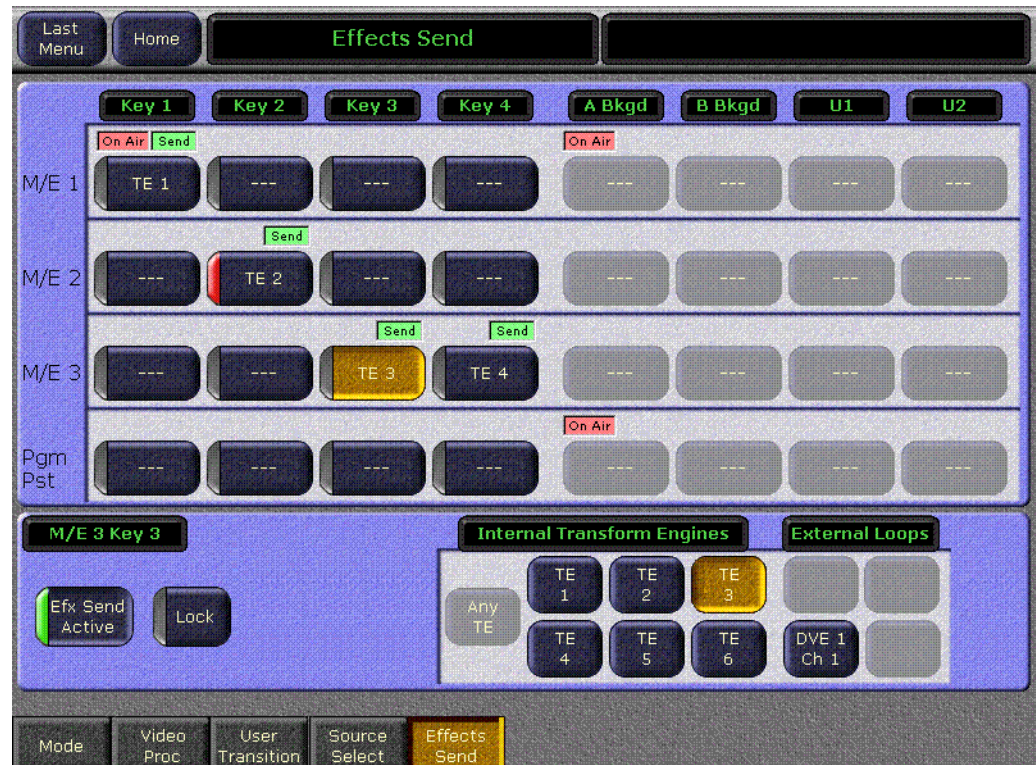 Last Menu Home Effects Send
Key 1 Key 2 Key 3 Key 4 A Bkgd B Bkgd U1 U2
On Air Send On Air
M/E 1 TE 1 --- --- --- --- --- --- ---
Send
M/E 2 --- TE 2 --- --- --- --- --- ---
Send Send
M/E 3 --- --- TE 3 TE 4 --- --- --- ---
On Air
Pgm Pst --- --- --- --- --- --- --- ---
M/E 3 Key 3 Internal Transform Engines External Loops
Efx Send Active Lock
Any TE
TE 1 TE 2 TE 3
TE 4 TE 5 TE 6 DVE 1 Ch 1
Mode Video Proc User Transition Source Select Effects Send